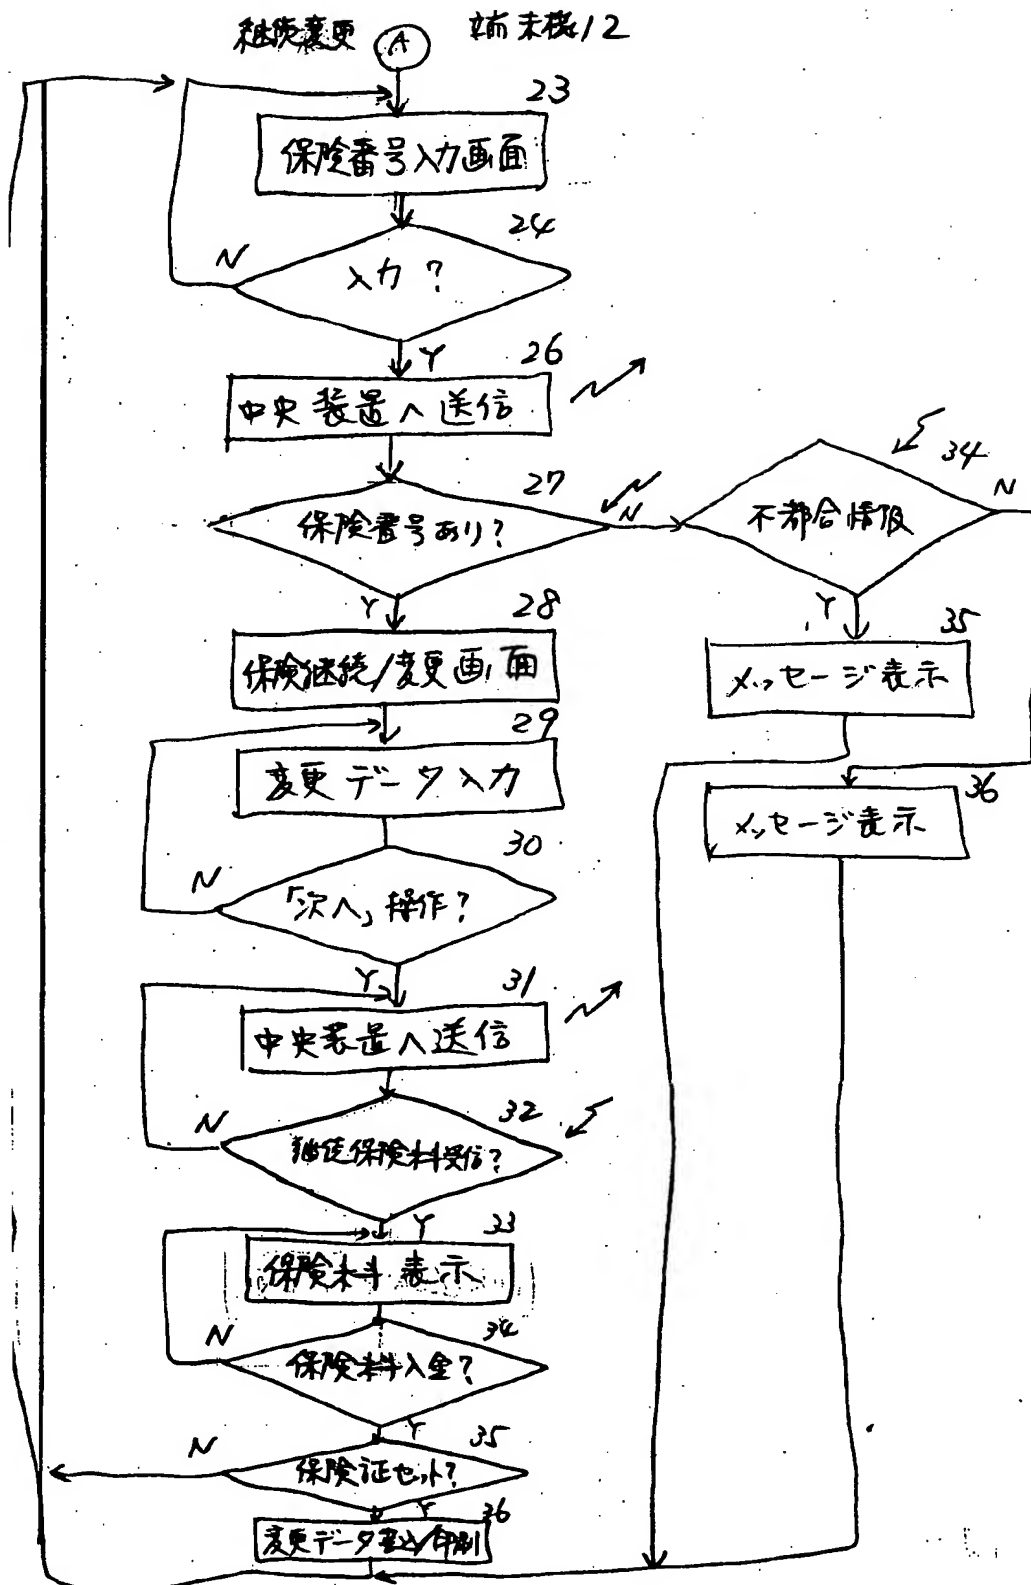 継続変更 A 端末機12
23
保険番号入力画面
24
N
入力?
Y
26
中央装置へ送信
27
保険番号あり?
N
34
N
不都合情報
Y
28
保険継続/変更画面
Y
35
メッセージ表示
29
変更データ入力
36
メッセージ表示
30
N
「次へ」操作?
Y
31
中央装置へ送信
32
N
継続保険料受信?
Y
33
保険料表示
34
N
保険料入金?
Y
35
N
保険証セット?
Y
36
変更データ書込/印刷